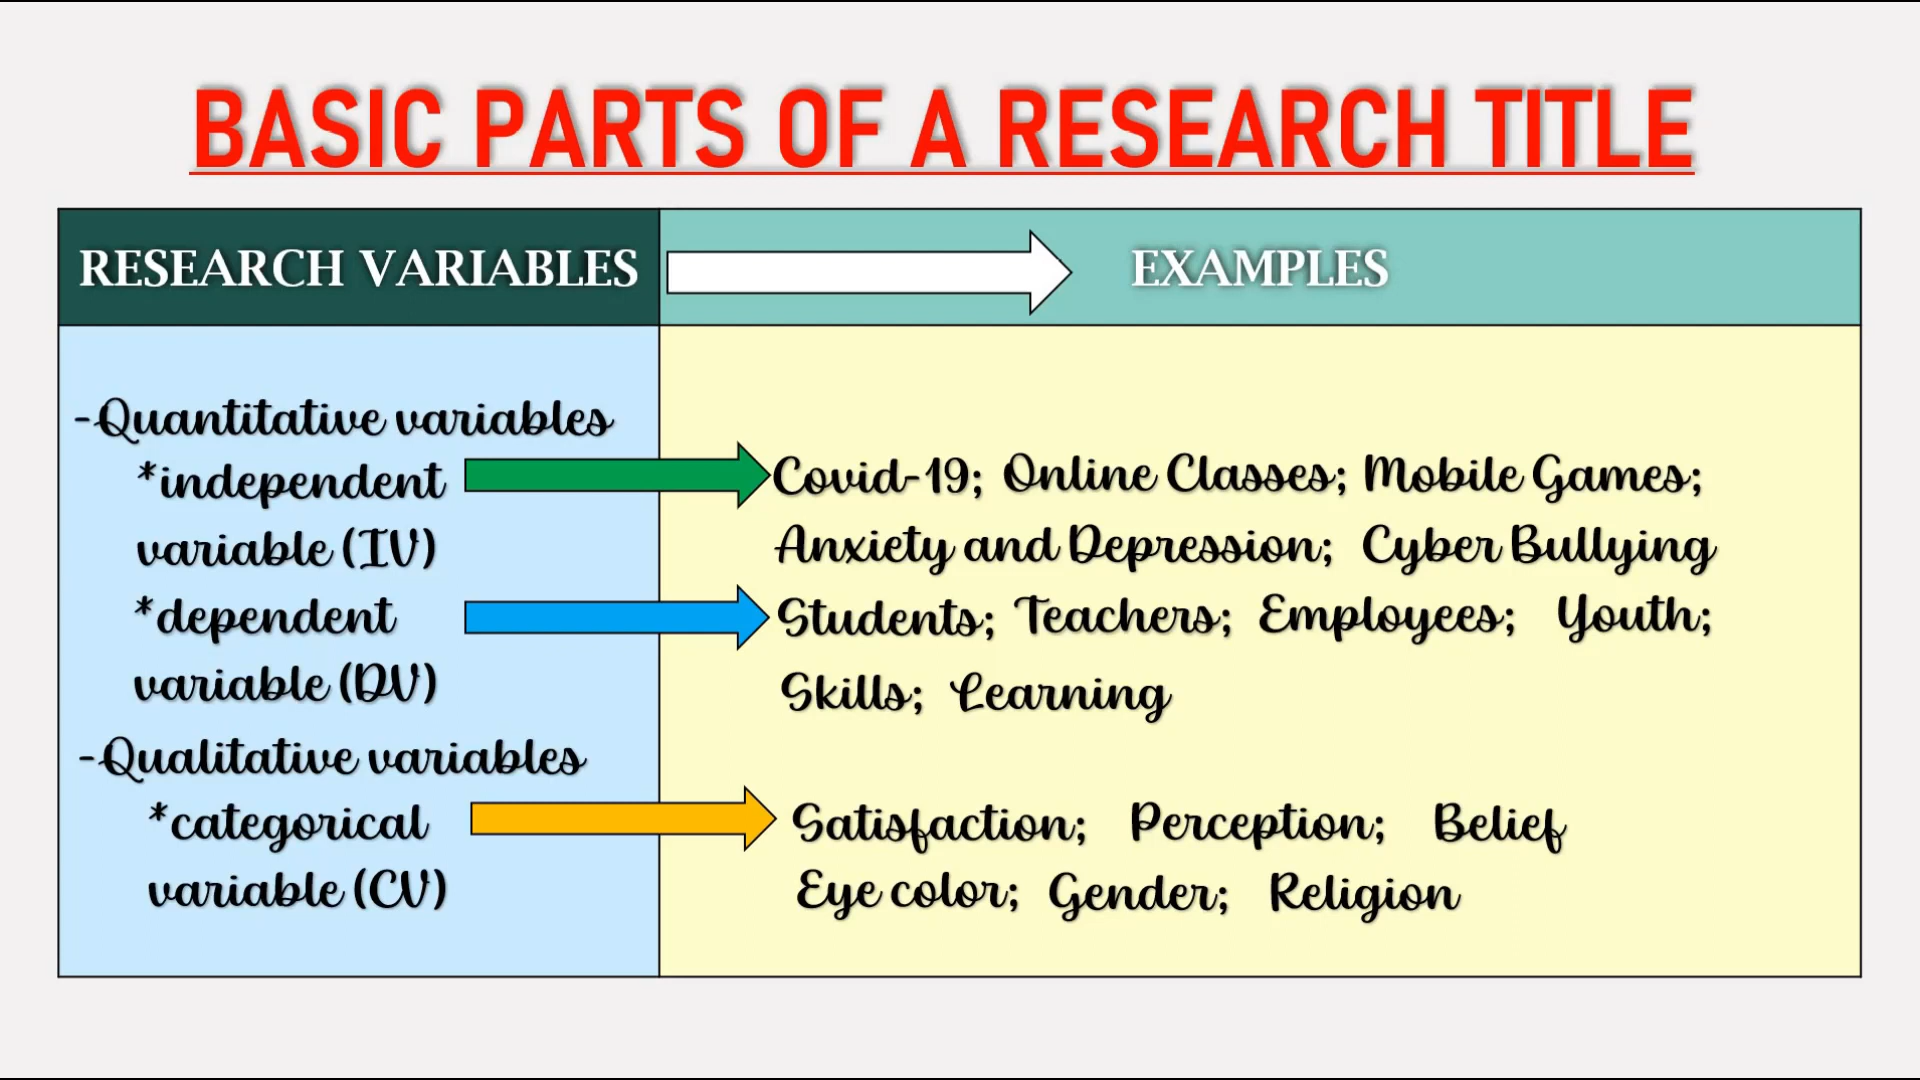 BASIC PARTS OF A RESEARCH TITLE
RESEARCH VARIABLES
EXAMPLES
-Quantitative variables
*independent
variable (IV)
Covid-19; Online Classes; Mobile Games;
Anxiety and Depression; Cyber Bullying
*dependent
variable (DV)
Students; Teachers; Employees; Youth;
Skills; Learning
-Qualitative variables
*categorical
variable (CV)
Satisfaction; Perception; Belief
Eye color; Gender; Religion